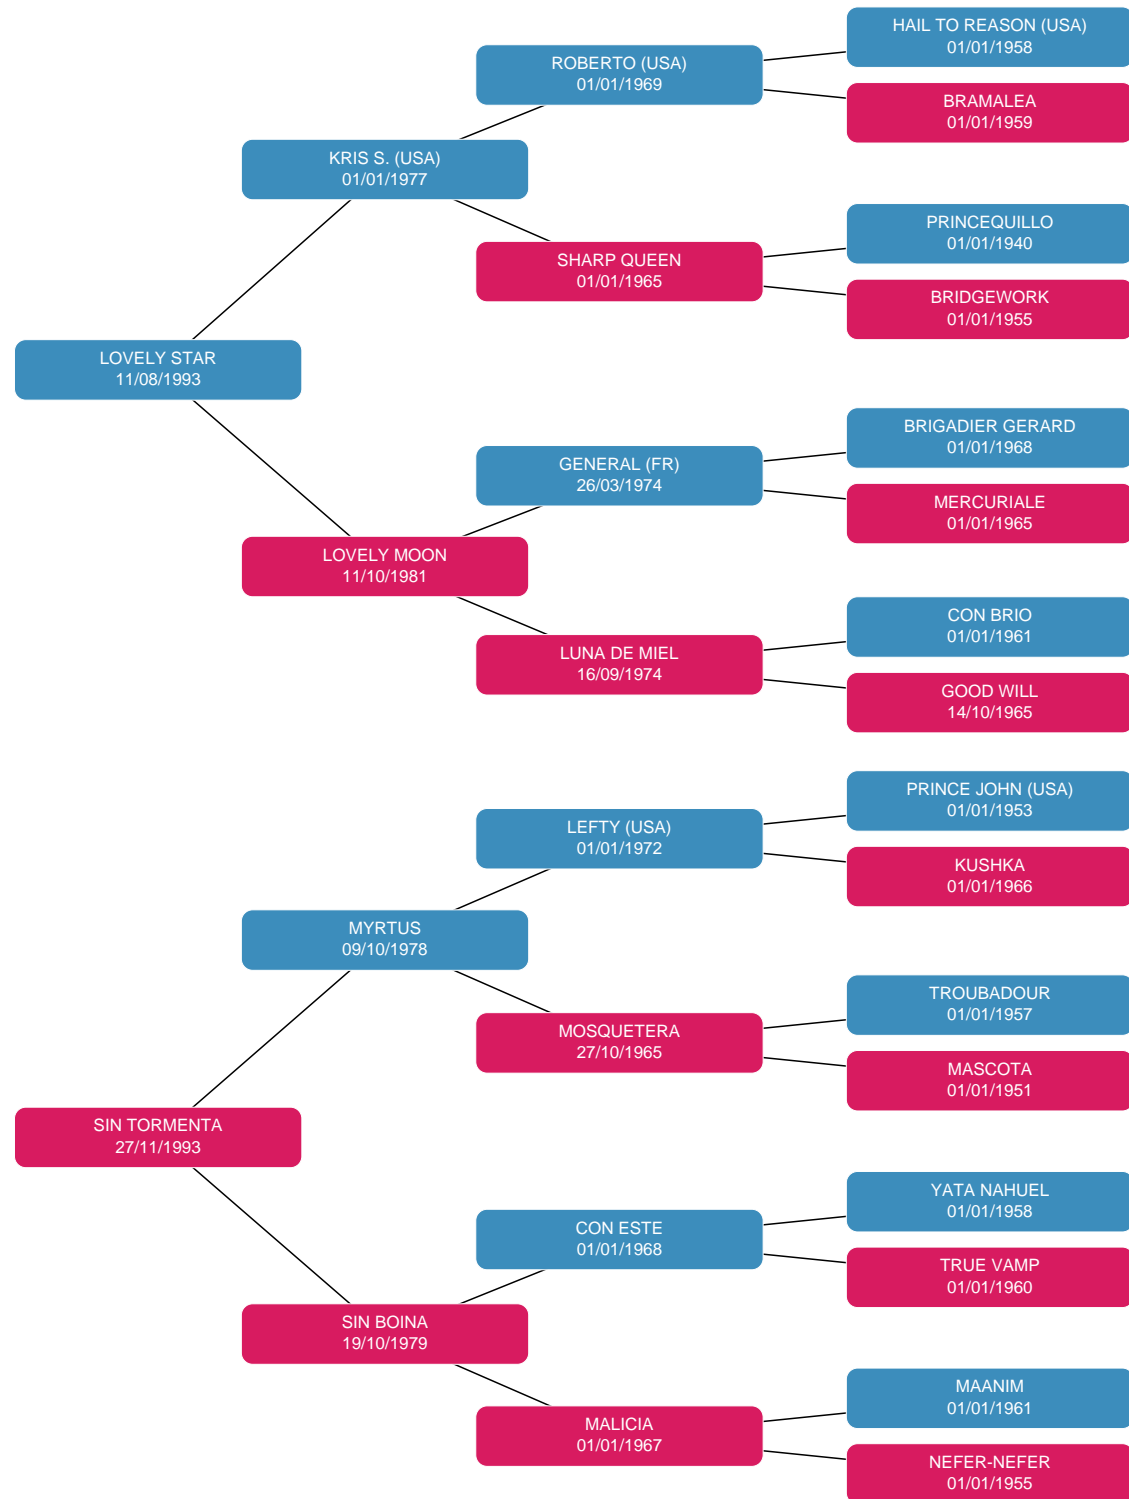 HAIL TO REASON (USA)
01/01/1958
ROBERTO (USA)
01/01/1969
BRAMALEA
01/01/1959
KRIS S. (USA)
01/01/1977
PRINCEQUILLO
01/01/1940
SHARP QUEEN
01/01/1965
BRIDGEWORK
01/01/1955
LOVELY STAR
11/08/1993
BRIGADIER GERARD
01/01/1968
GENERAL (FR)
26/03/1974
MERCURIALE
01/01/1965
LOVELY MOON
11/10/1981
CON BRIO
01/01/1961
LUNA DE MIEL
16/09/1974
GOOD WILL
14/10/1965
PRINCE JOHN (USA)
01/01/1953
LEFTY (USA)
01/01/1972
KUSHKA
01/01/1966
MYRTUS
09/10/1978
TROUBADOUR
01/01/1957
MOSQUETERA
27/10/1965
MASCOTA
01/01/1951
SIN TORMENTA
27/11/1993
YATA NAHUEL
01/01/1958
CON ESTE
01/01/1968
TRUE VAMP
01/01/1960
SIN BOINA
19/10/1979
MAANIM
01/01/1961
MALICIA
01/01/1967
NEFER-NEFER
01/01/1955